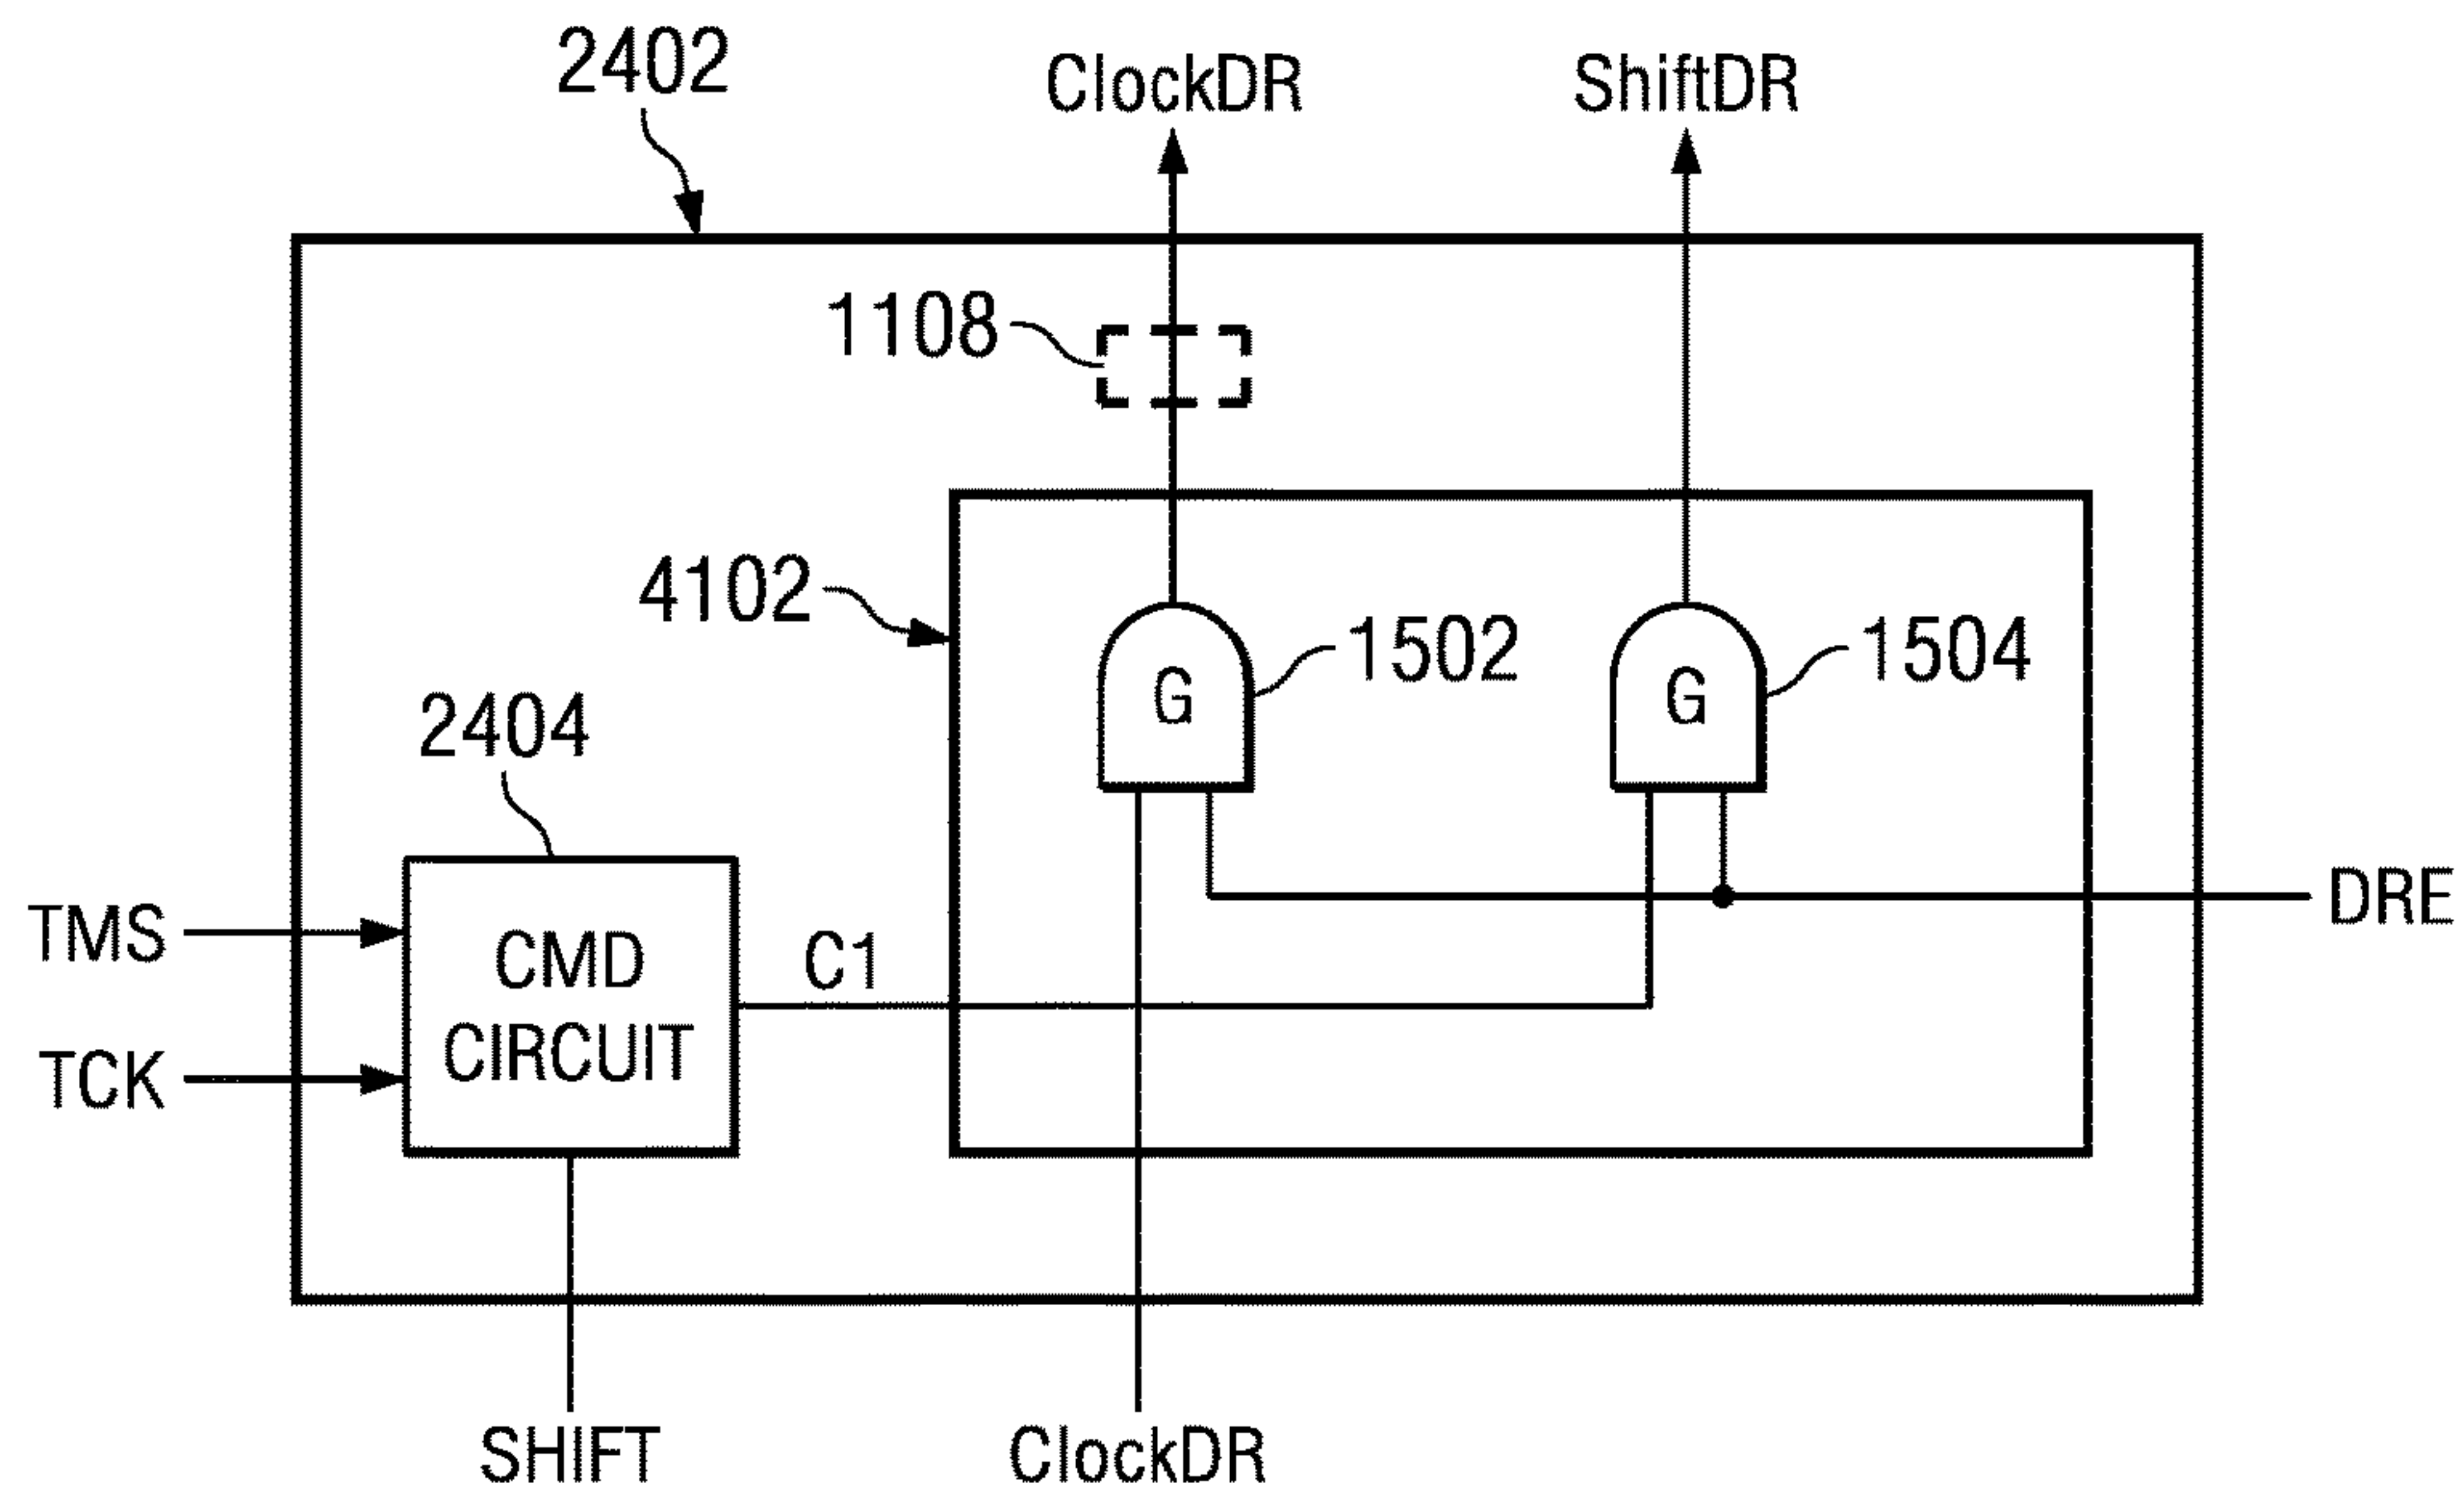 2402
ClockDR
ShiftDR
1108
4102
1502
1504
G
G
2404
TMS
TCK
CMD
CIRCUIT
C1
DRE
SHIFT
ClockDR